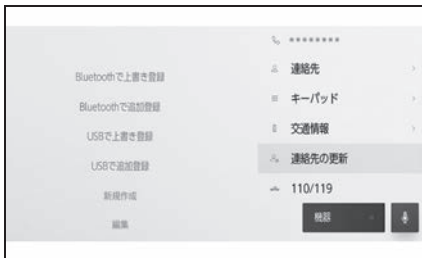 Bluetoothで上書き登録
Bluetoothで追加登録
USBで上書き登録
USBで追加登録
新規作成
編集
********
連絡先
キーパッド
交通情報
連絡先の更新
110/119
機器